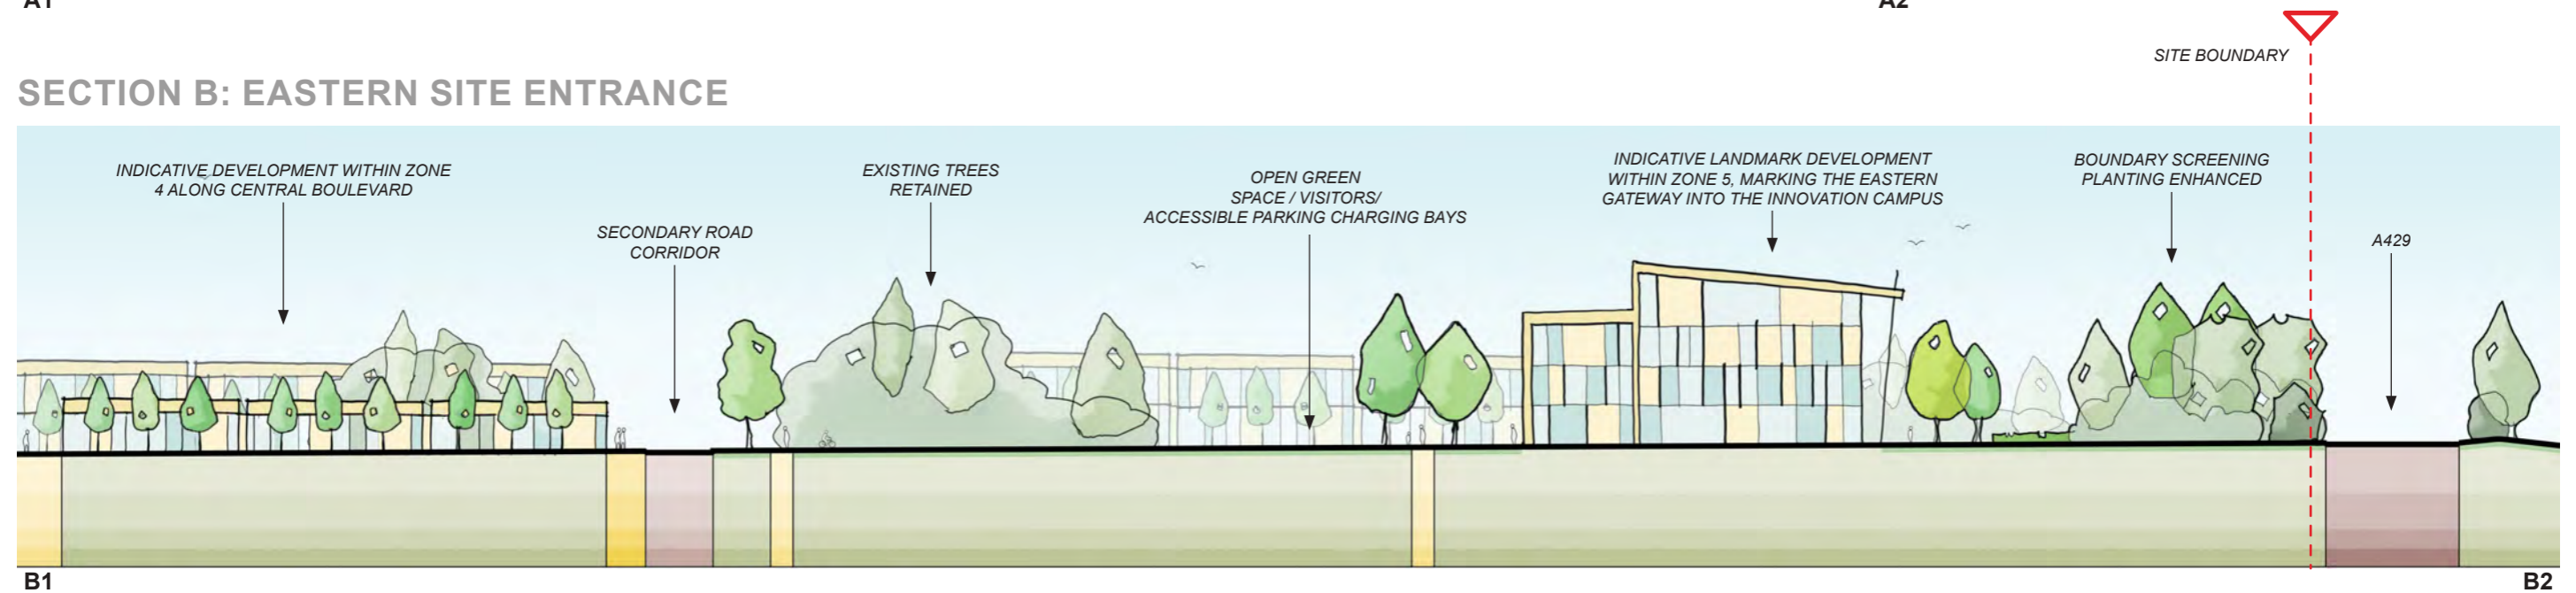 A1
A2
SITE BOUNDARY
SECTION B: EASTERN SITE ENTRANCE
INDICATIVE DEVELOPMENT WITHIN ZONE
4 ALONG CENTRAL BOULEVARD
SECONDARY ROAD
CORRIDOR
EXISTING TREES
RETAINED
OPEN GREEN
SPACE / VISITORS/
ACCESSIBLE PARKING CHARGING BAYS
INDICATIVE LANDMARK DEVELOPMENT
WITHIN ZONE 5, MARKING THE EASTERN
GATEWAY INTO THE INNOVATION CAMPUS
BOUNDARY SCREENING
PLANTING ENHANCED
A429
B1
B2